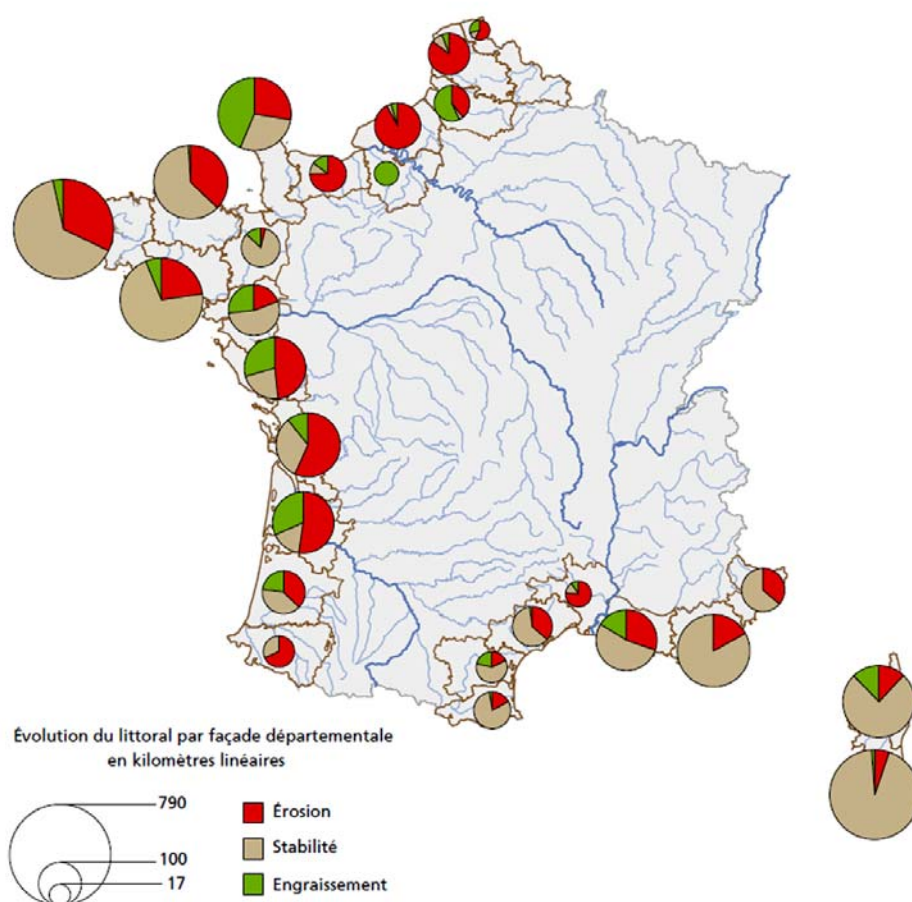 Évolution du littoral par façade départementale
en kilomètres linéaires
790
100
17
Érosion
Stabilité
Engraissement